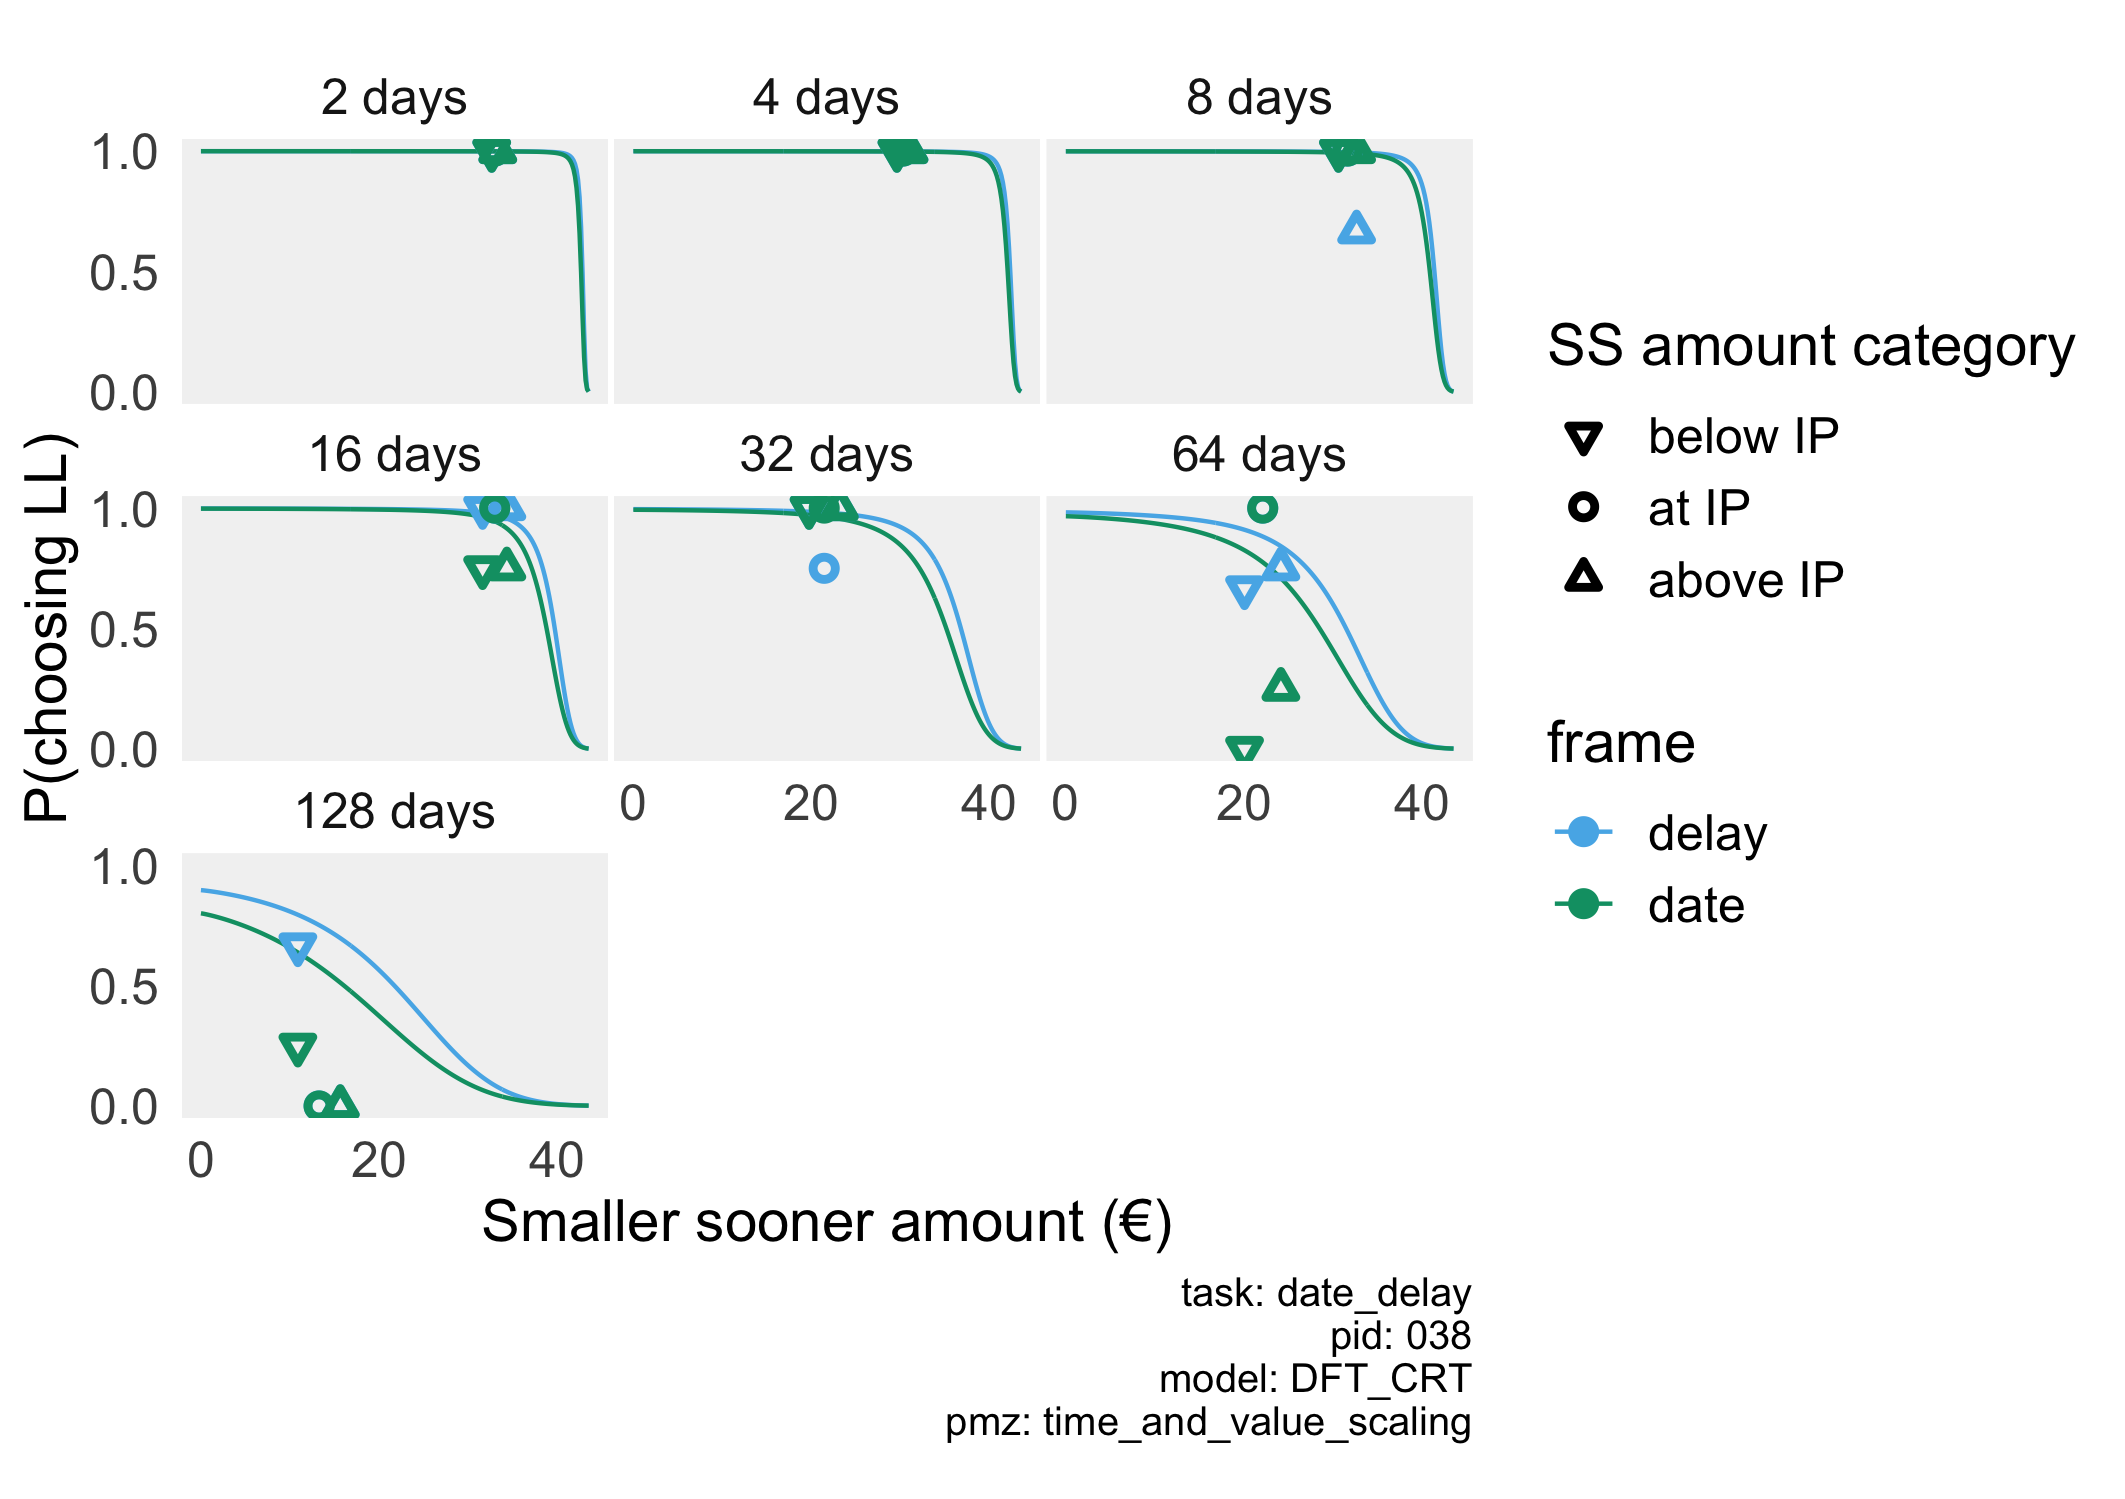 2 days
4 days
8 days
1.0
0.5
0.0
16 days
32 days
64 days
1.0
0.5
0.0
0 20 40
0 20 40
128 days
1.0
0.5
0.0
0 20 40
P(choosing LL)
Smaller sooner amount (€)
SS amount category
below IP
at IP
above IP
frame
delay
date
task: date_delay
pid: 038
model: DFT_CRT
pmz: time_and_value_scaling